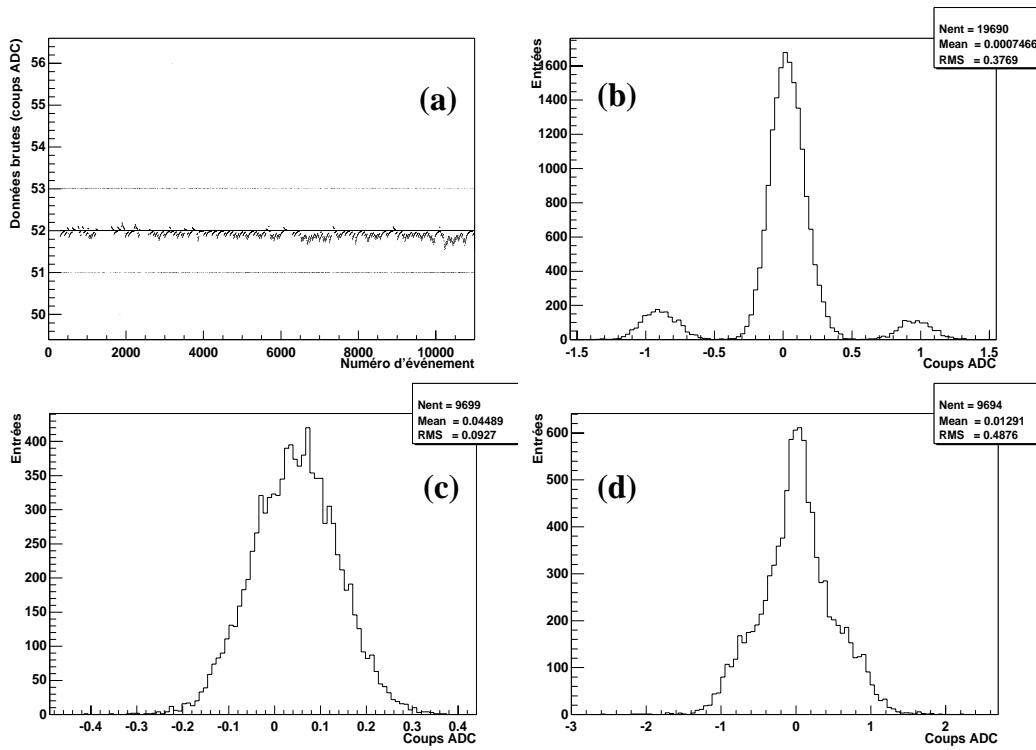 Données brutes (coups ADC)
56
55
54
53
52
51
50
0
2000
4000
6000
8000
10000
Numéro d'événement
(a)
Nent = 19690
Mean = 0.0007466
RMS = 0.3769
Entrées
1600
1400
1200
1000
800
600
400
200
0
-1.5
-1
-0.5
0
0.5
1
1.5
Coups ADC
(b)
Nent = 9699
Mean = 0.04489
RMS = 0.0927
Entrées
400
350
300
250
200
150
100
50
0
-0.4
-0.3
-0.2
-0.1
0
0.1
0.2
0.3
0.4
Coups ADC
(c)
Nent = 9694
Mean = 0.01291
RMS = 0.4876
Entrées
600
500
400
300
200
100
0
-3
-2
-1
0
1
2
Coups ADC
(d)